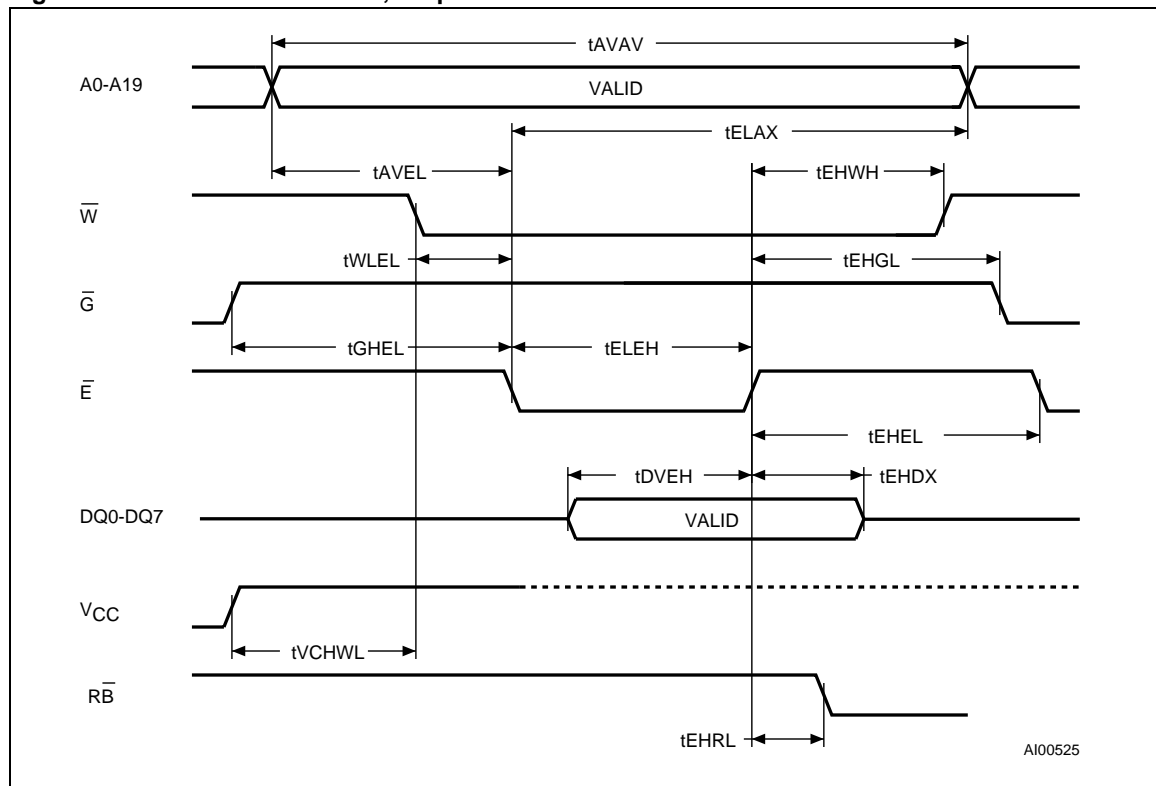 tAVAV
A0-A19
VALID
tELAX
tAVEL
tEHWH
W̅
tWLEL
tEHGL
G̅
tGHEL
tELEH
E̅
tEHEL
tDVEH
tEHDX
DQ0-DQ7
VALID
VCC
tVCHWL
RB̅
tEHRL
AI00525